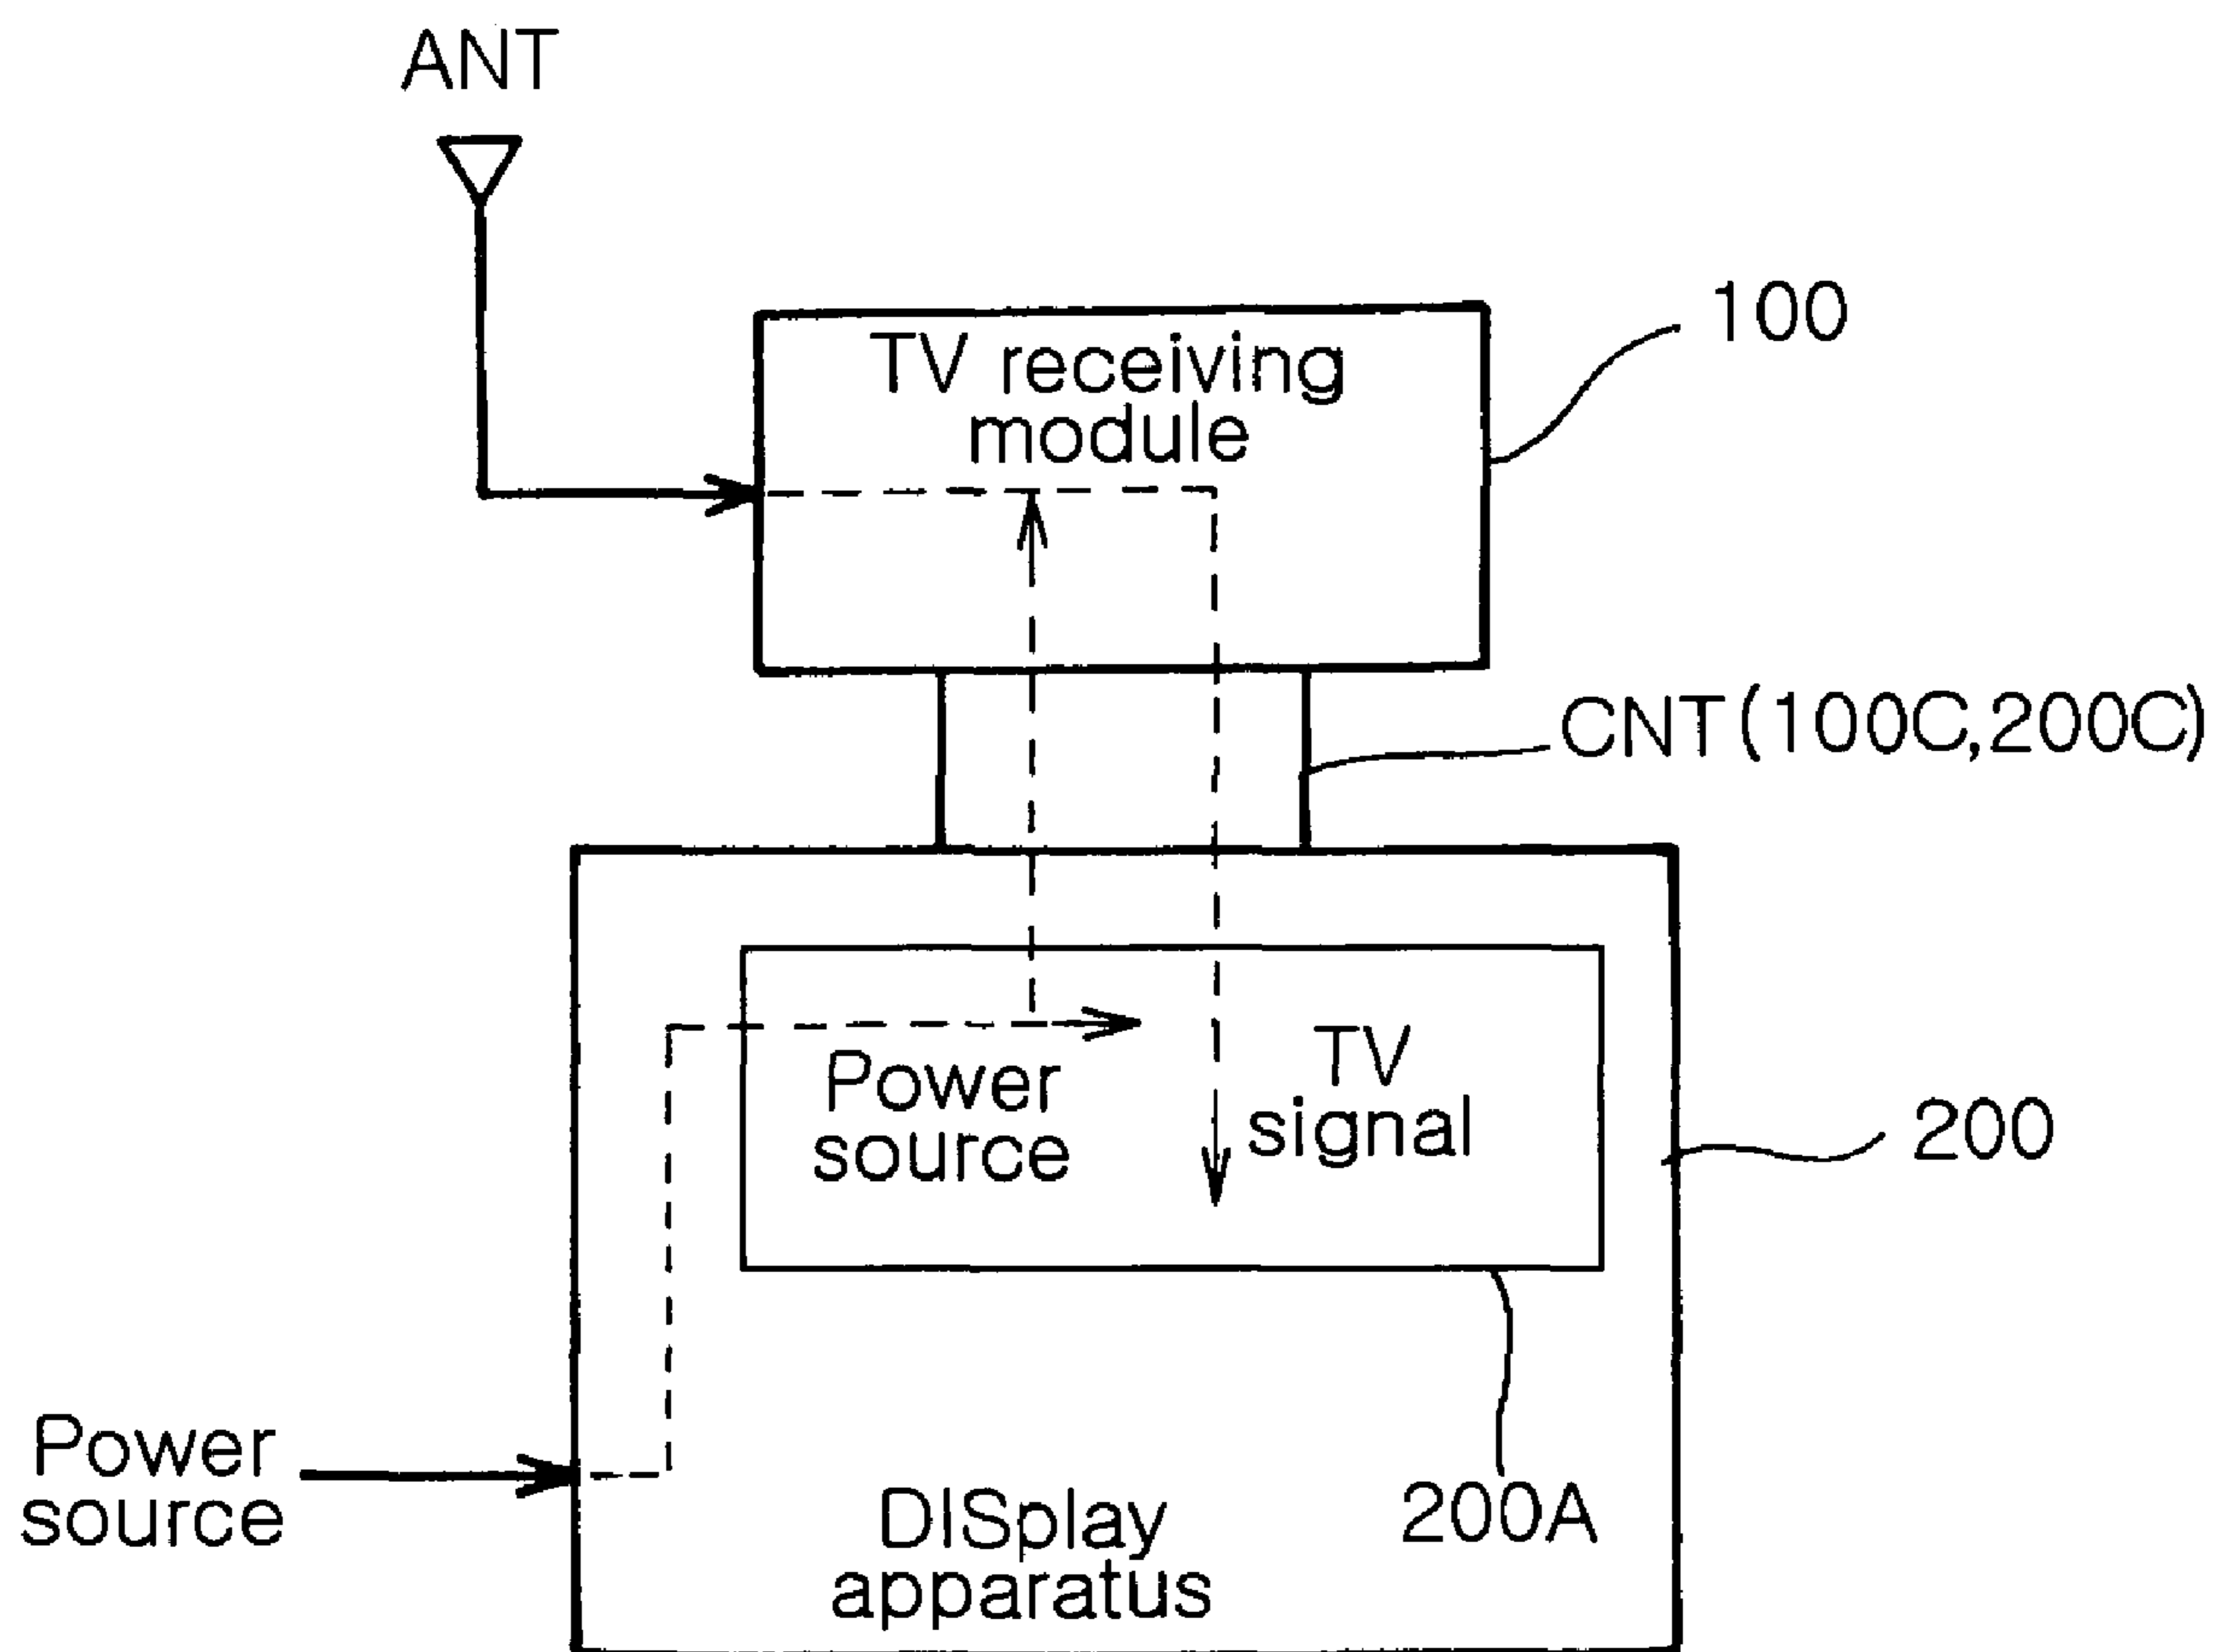 ANT
TV receiving
module
100
CNT(100C,200C)
Power
source
TV
signal
200
Power
source
DISplay
apparatus
200A